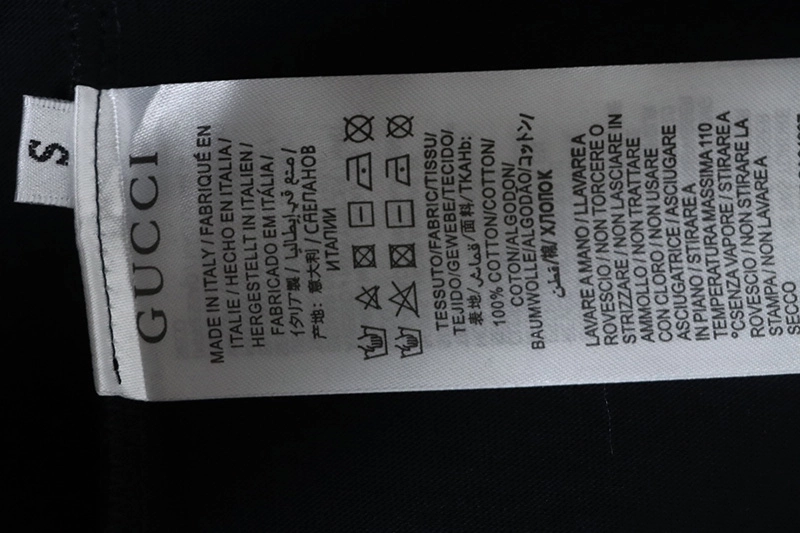 S
GUCCI
MADE IN ITALY / FABRIQUÉ EN
ITALIE / HECHO EN ITALIA /
HERGESTELLT IN ITALIEN /
FABRICADO EM ITÁLIA /
イタリア製 / صنع في إيطاليا /
产地: 意大利 / СДЕЛАНОВ
ИТАЛИИ
TESSUTO/FABRIC/TISSU/
TEJIDO/GEWEBE/TECIDO/
表地/قماش/面料/TKAHb:
100% COTTON/COTTON/
COTON/ALGODON/
BAUMWOLLE/ALGODÃO/コットン/
قطن/棉/ХЛОПОК
LAVARE A MANO / LLAVARE A
ROVESCIO / NON TORCERE O
STRIZZARE / NON LASCIARE IN
AMMOLLO / NON TRATTARE
CON CLORO / NON USARE
ASCIUGATRICE / ASCIUGARE
IN PIANO / STIRARE A
TEMPERATURA MASSIMA 110
°CSENZA VAPORE / STIRARE A
ROVESCIO / NON STIRARE LA
STAMPA / NON LAVARE A
SECCO